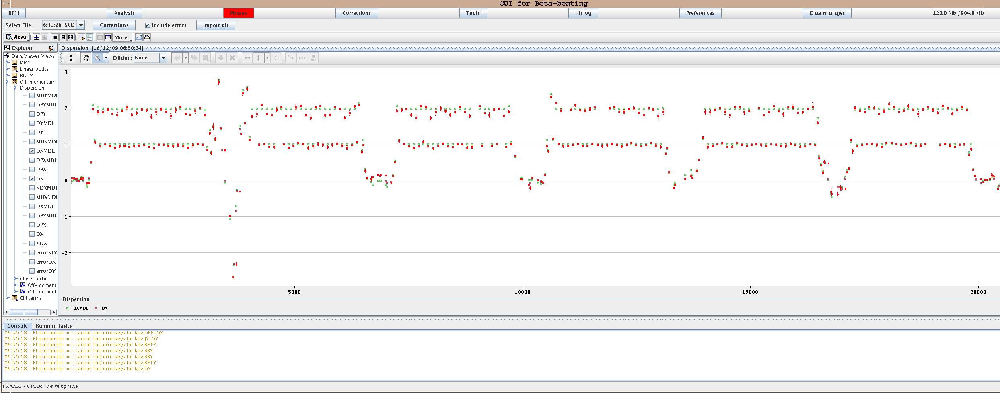 GUI for Beta-beating
BPM Analysis Phases Corrections Tools Hislog Preferences Data manager 120.0 Mb /904.0 Mb
Select File : 6:42:26-SVD Corrections Include errors Import dir
Views More
Explorer
Dispersion [16/12/09 06:50:24]
Edition: None
Data Viewer Views
Misc
Linear optics
RDT's
Off-momentum
Dispersion
MUYMDL
DPYMDL
DPY
DYMDL
DY
MUXMDL
DXMDL
DPXMDL
DPX
DX
NDXMDL
MUXMDL
DXMDL
DPXMDL
DPX
DX
NDX
errorND
errorDX
errorDY
Closed orbit
Off-moment
Off-moment
Chi terms
3
2
1
0
-1
-2
5000 10000 15000 20000
Dispersion
DXMDL DX
Console Running tasks
06:50:08 - Phasehandler => cannot find errorkeys for key DPP-QX
06:50:08 - Phasehandler => cannot find errorkeys for key JY-QY
06:50:08 - Phasehandler => cannot find errorkeys for key BETX
06:50:08 - Phasehandler => cannot find errorkeys for key BBX
06:50:08 - Phasehandler => cannot find errorkeys for key BBY
06:50:08 - Phasehandler => cannot find errorkeys for key BETY
06:50:08 - Phasehandler => cannot find errorkeys for key DX
06:42:35 - GetLLM =>Writing table